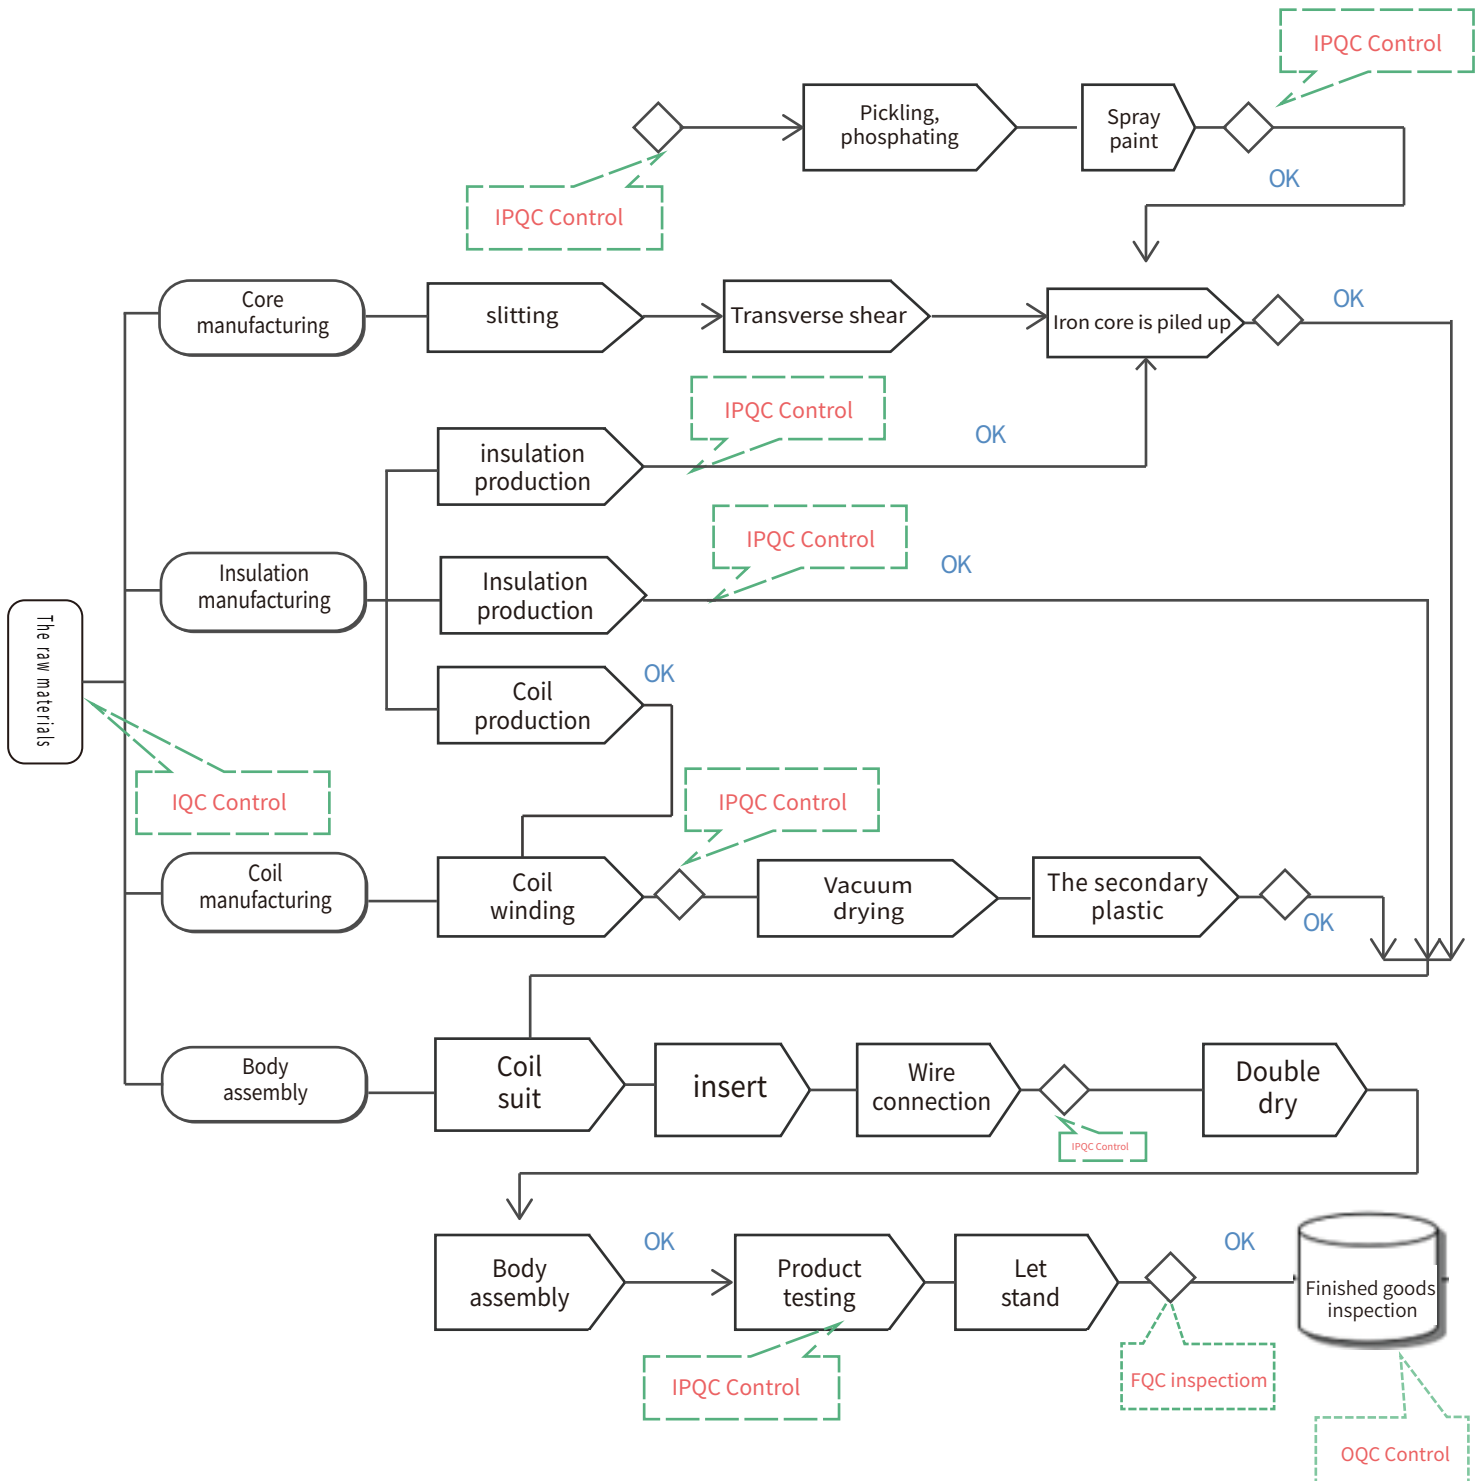 IPQC Control
Pickling,
phosphating
Spray
paint
OK
IPQC Control
Core
manufacturing
slitting
Transverse shear
Iron core is piled up
OK
IPQC Control
OK
insulation
production
IPQC Control
OK
Insulation
manufacturing
Insulation
production
The raw materials
OK
Coil
production
IQC Control
IPQC Control
Coil
manufacturing
Coil
winding
Vacuum
drying
The secondary
plastic
OK
Body
assembly
Coil
suit
insert
Wire
connection
IPQC Control
Double
dry
OK
OK
Body
assembly
Product
testing
Let
stand
Finished goods
inspection
IPQC Control
FQC inspectiom
OQC Control